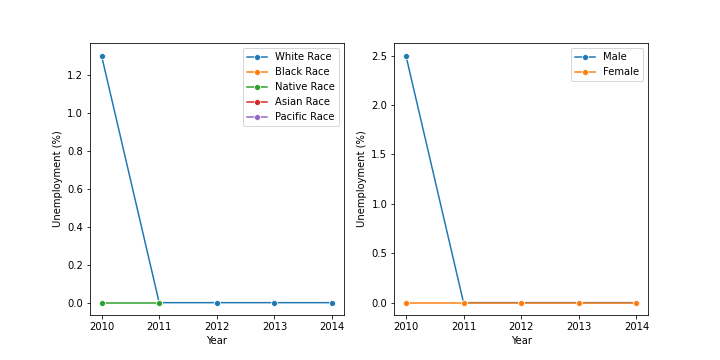 White Race
Black Race
Native Race
Asian Race
Pacific Race
Unemployment (%)
1.2
1.0
0.8
0.6
0.4
0.2
0.0
2010 2011 2012 2013 2014
Year
Male
Female
Unemployment (%)
2.5
2.0
1.5
1.0
0.5
0.0
2010 2011 2012 2013 2014
Year